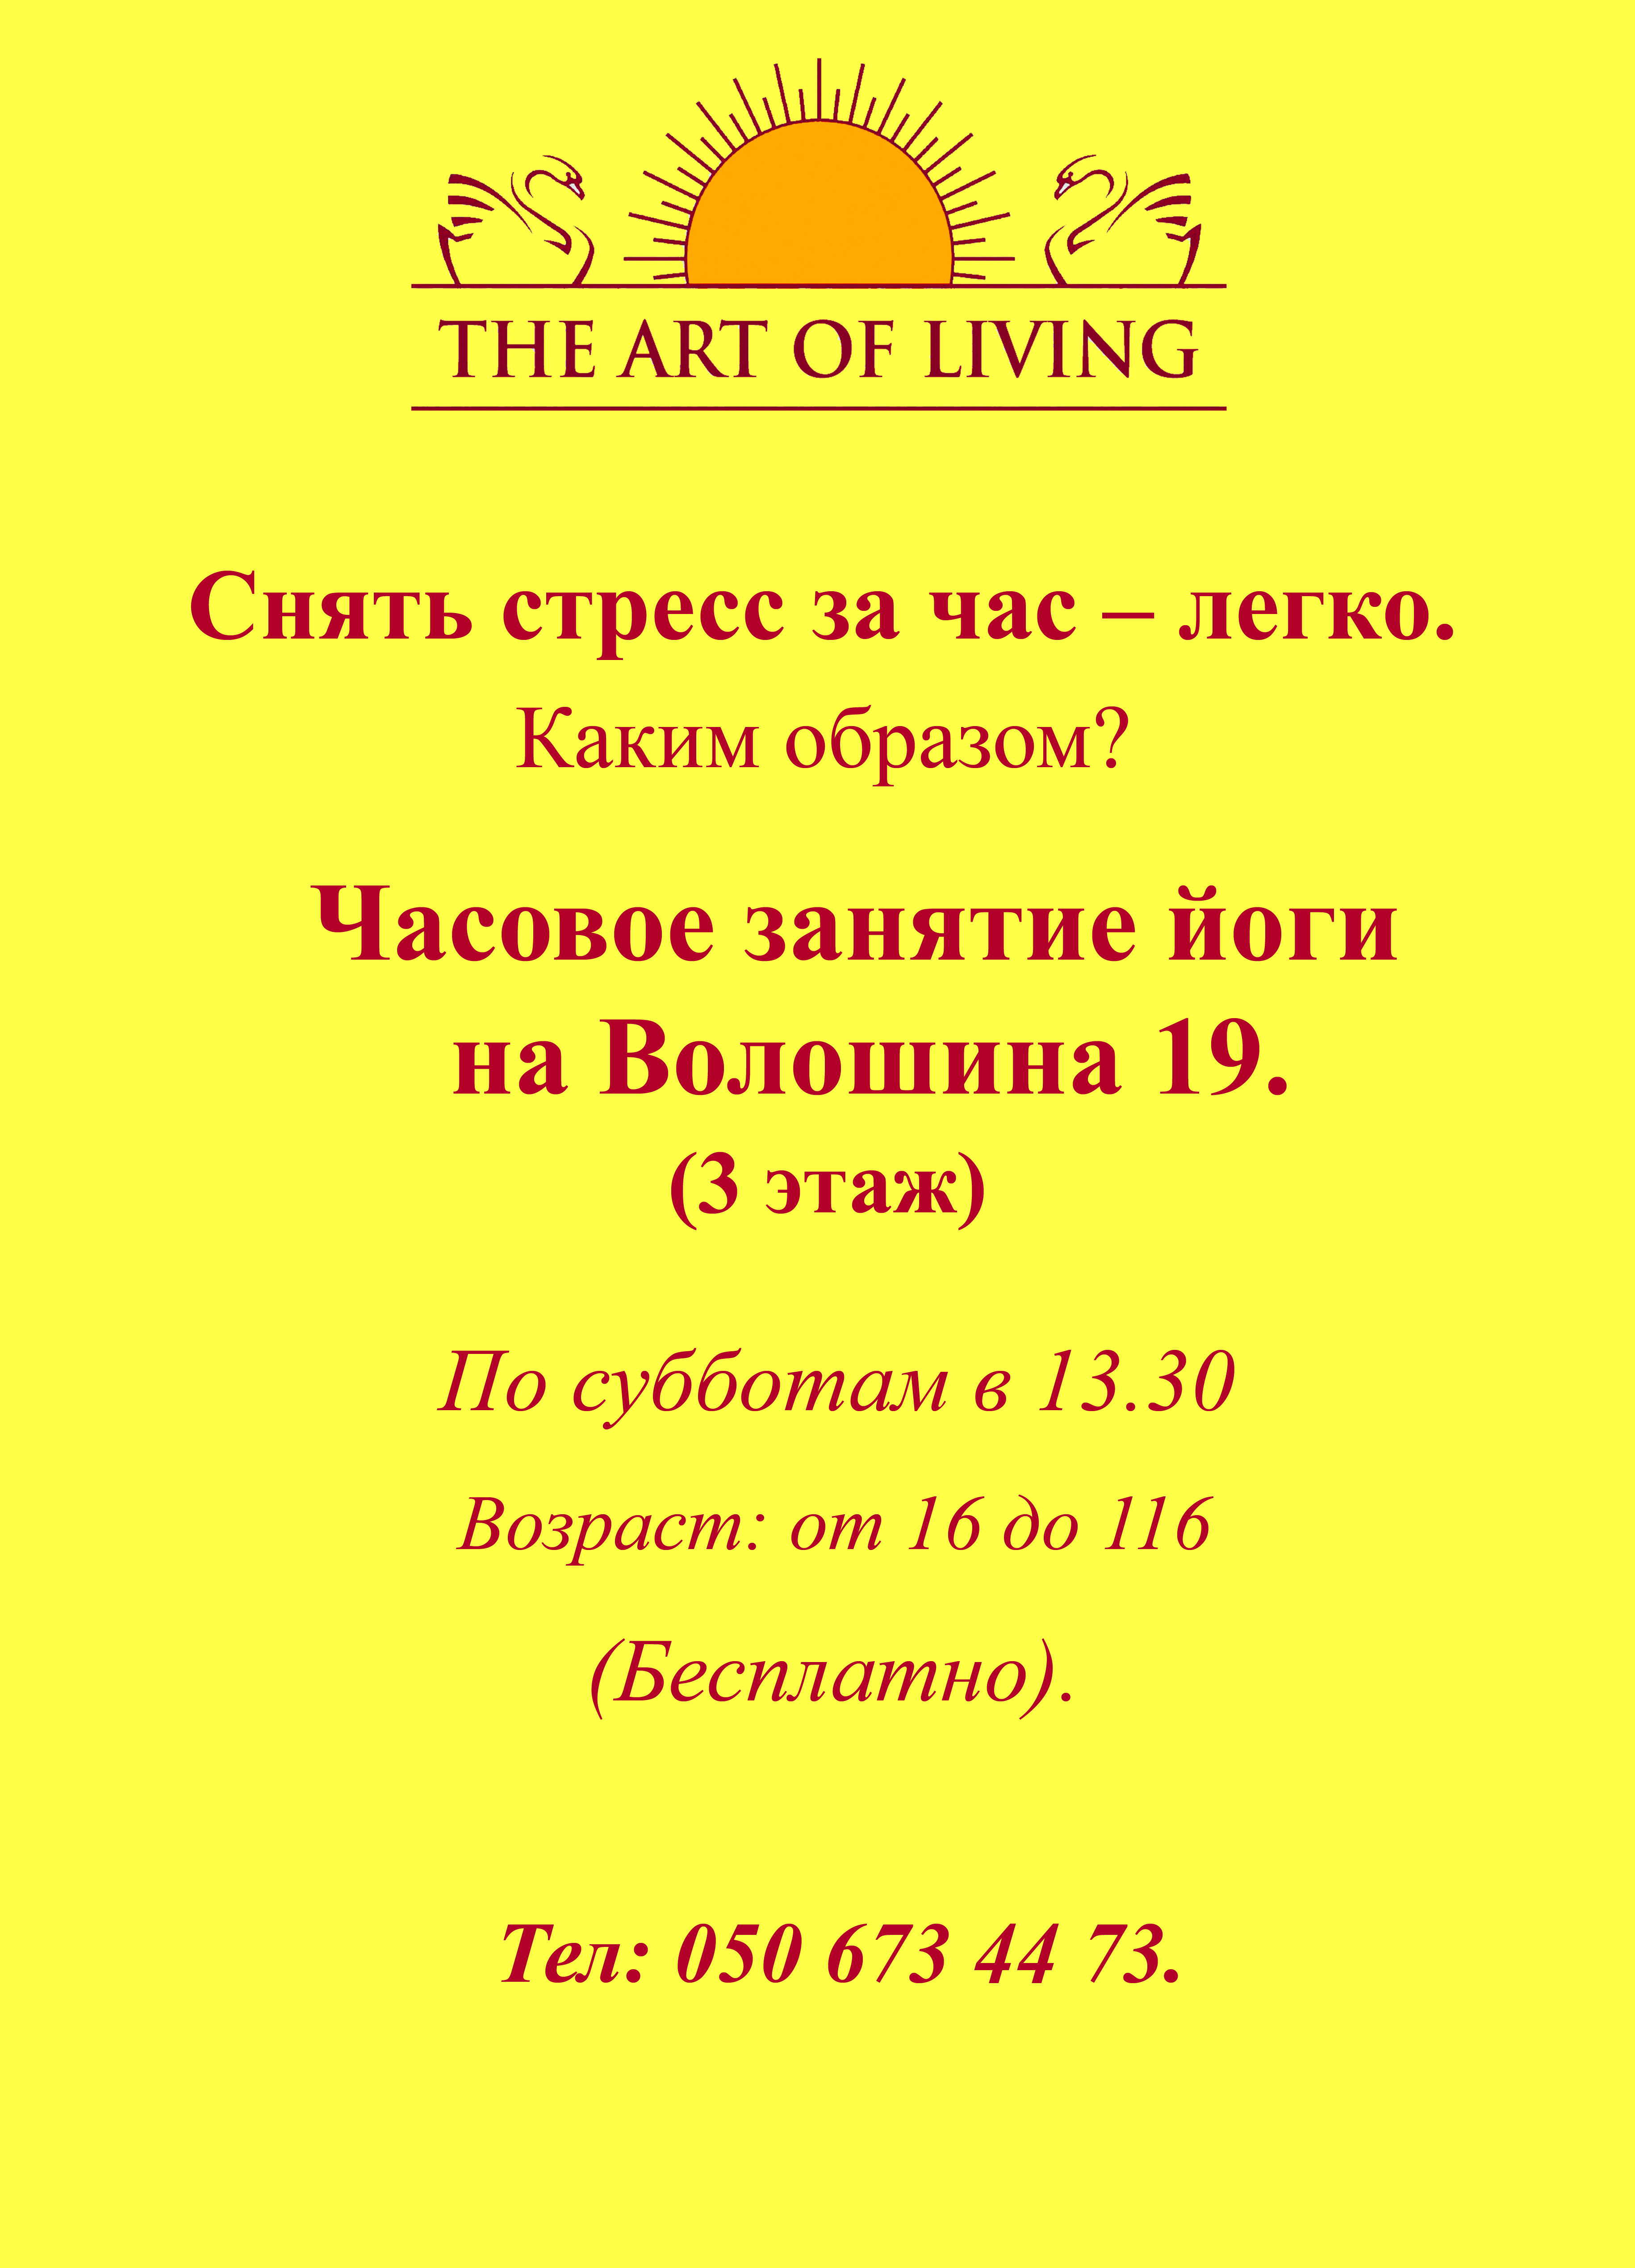 THE ART OF LIVING
Снять стресс за час – легко.
Каким образом?
Часовое занятие йоги
на Волошина 19.
(3 этаж)
По субботам в 13.30
Возраст: от 16 до 116
(Бесплатно).
Тел: 050 673 44 73.